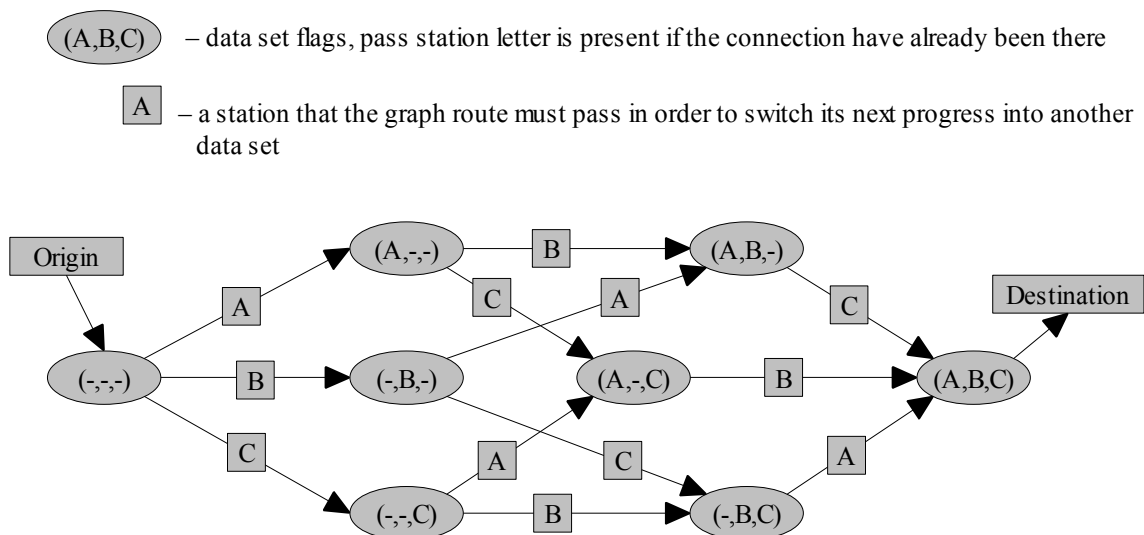 (A,B,C) – data set flags, pass station letter is present if the connection have already been there
A – a station that the graph route must pass in order to switch its next progress into another
data set
Origin
(A,-,-) B (A,B,-)
Destination
C A
A C
(-,-,-) B (-,B,-) (A,-,C) B (A,B,C)
C
A C A
(-,-,C) B (-,B,C)